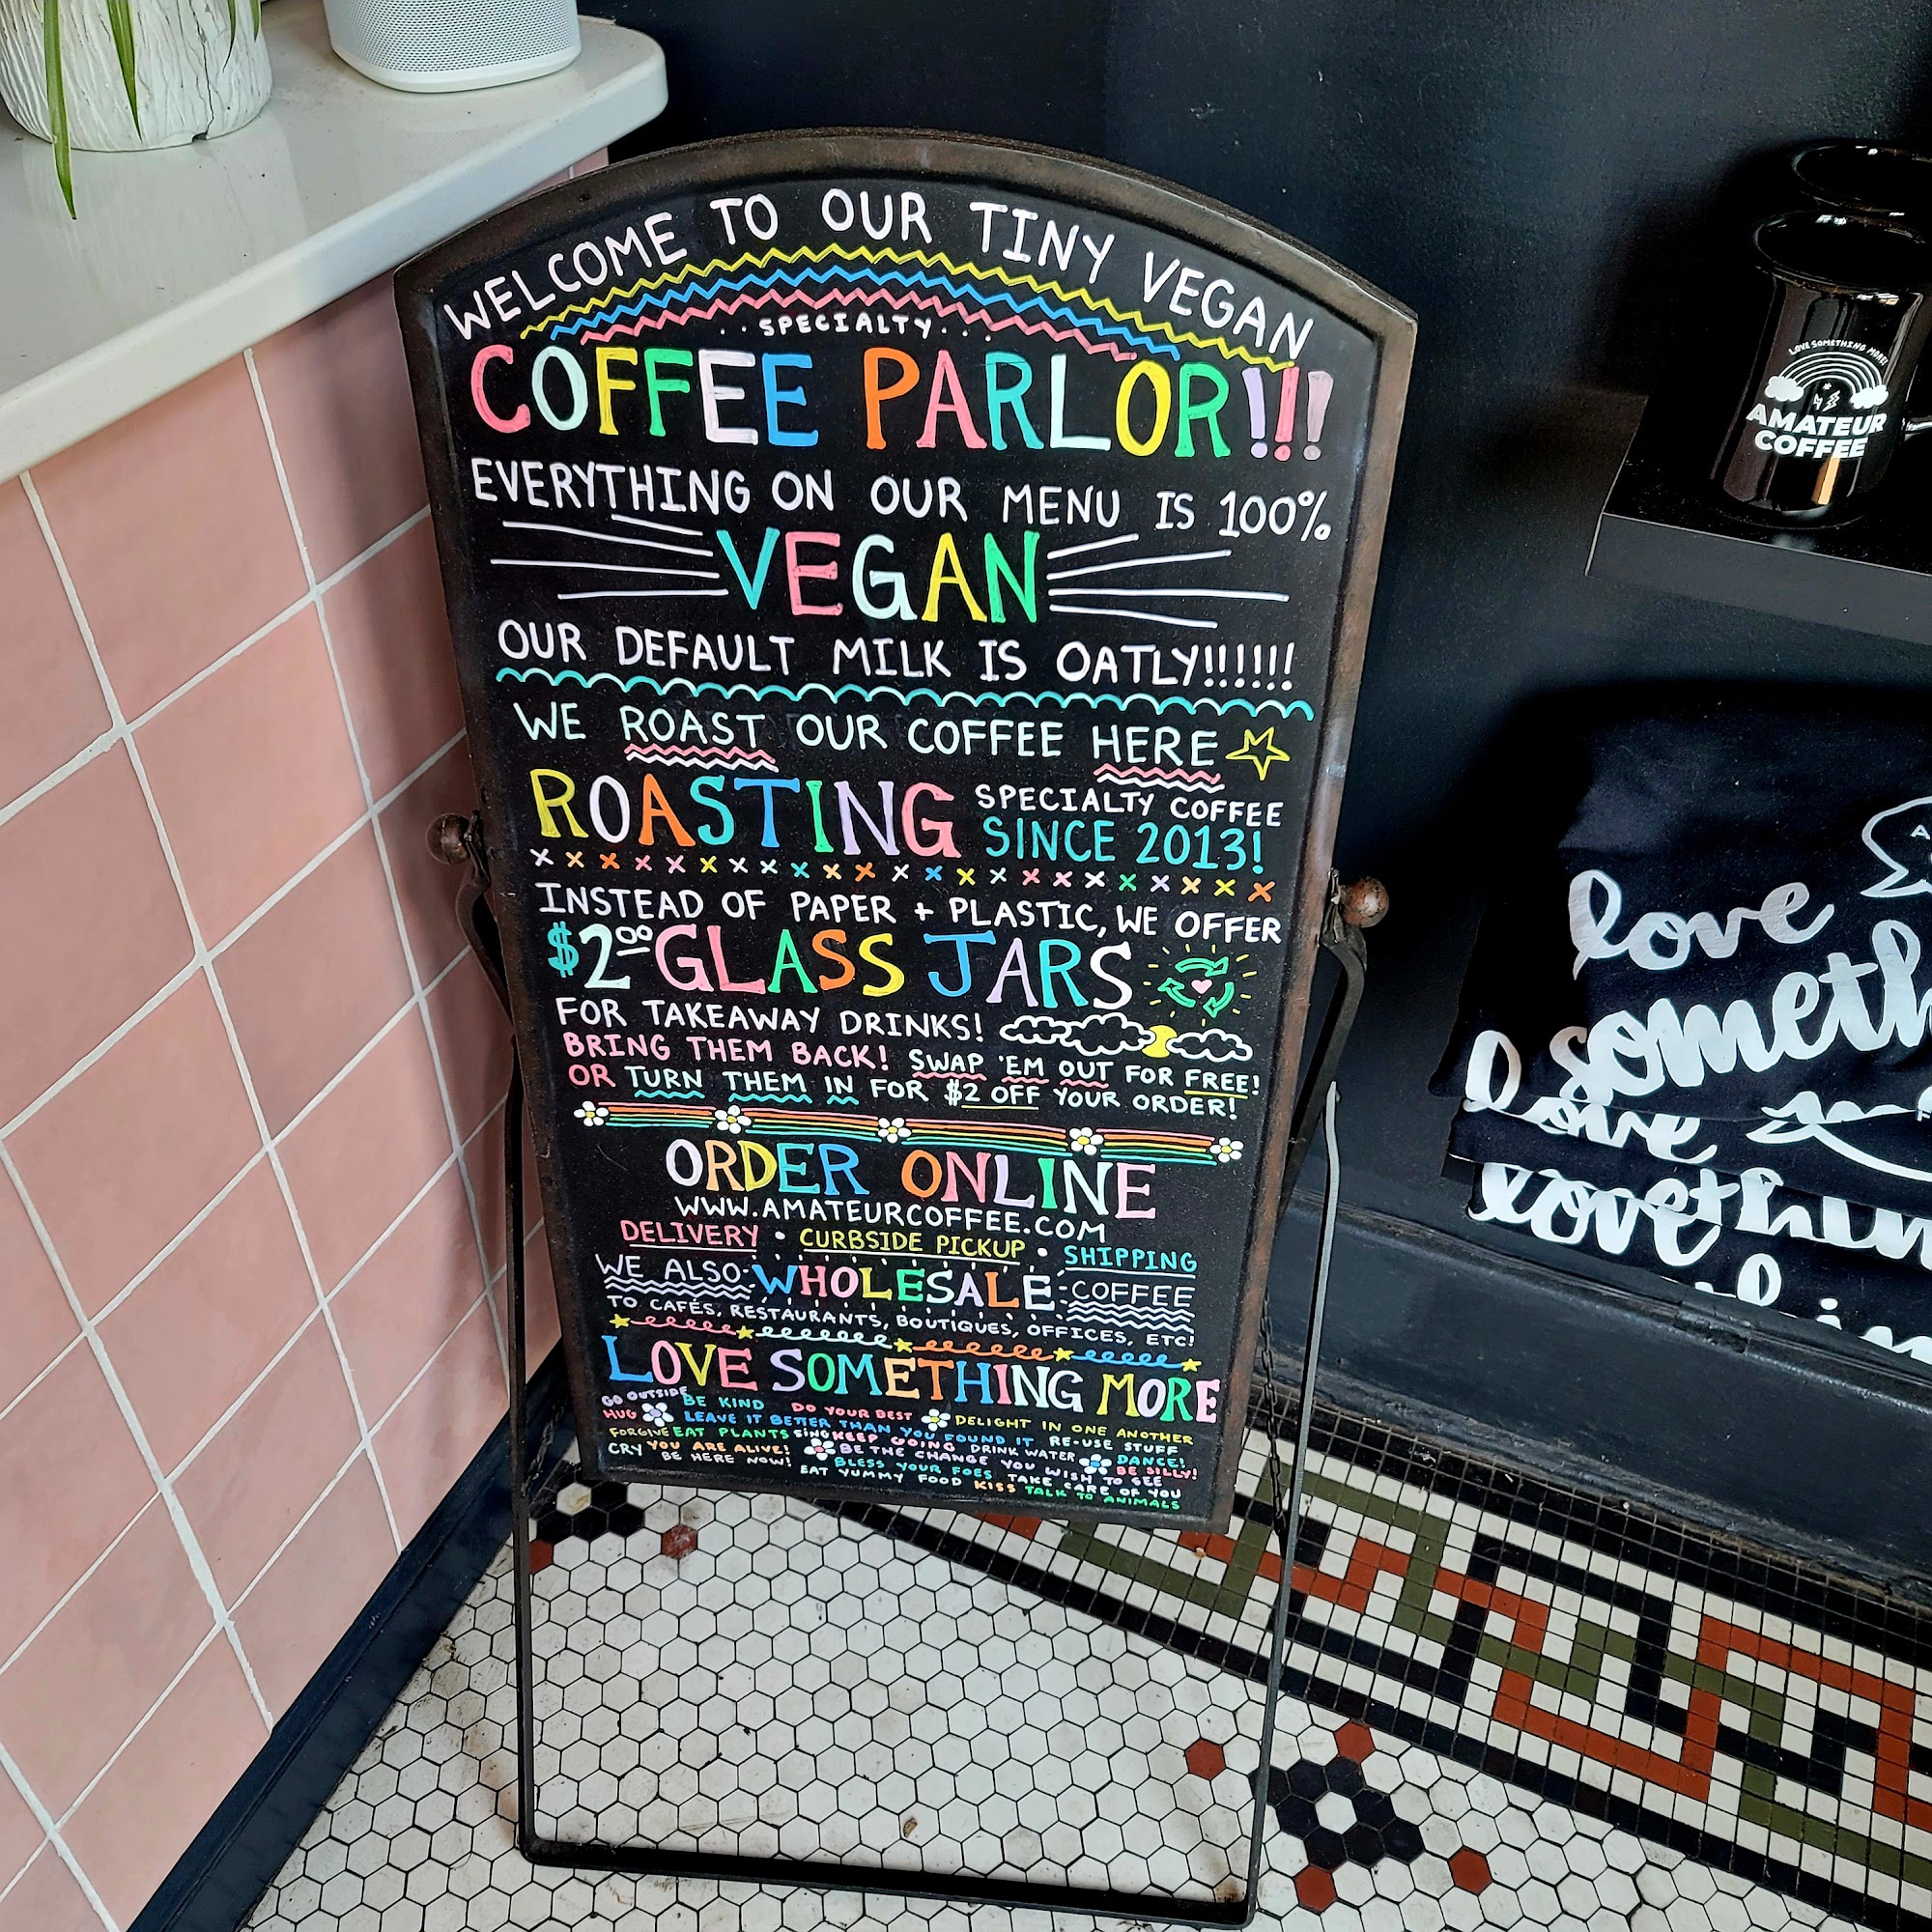 WELCOME TO OUR TINY VEGAN
SPECIALTY
COFFEE PARLOR!!!
EVERYTHING ON OUR MENU IS 100%
VEGAN
OUR DEFAULT MILK IS OATLY!!!!!!
WE ROAST OUR COFFEE HERE
ROASTING SPECIALTY COFFEE
SINCE 2013!
INSTEAD OF PAPER + PLASTIC, WE OFFER
$2.00 GLASS JARS
FOR TAKEAWAY DRINKS!
BRING THEM BACK! SWAP 'EM OUT FOR FREE!
OR TURN THEM IN FOR $2 OFF YOUR ORDER!
ORDER ONLINE
WWW.AMATEURCOFFEE.COM
DELIVERY • CURBSIDE PICKUP • SHIPPING
WE ALSO WHOLESALE COFFEE
TO CAFÉS, RESTAURANTS, BOUTIQUES, OFFICES, ETC!
LOVE SOMETHING MORE
GO OUTSIDE BE KIND DO YOUR BEST DELIGHT IN ONE ANOTHER
HUG LEAVE IT BETTER THAN YOU FOUND IT RE-USE STUFF
FORGIVE EAT PLANTS SING KEEP GOING DRINK WATER DANCE!
CRY YOU ARE ALIVE! BE THE CHANGE YOU WISH TO SEE BE SILLY!
BE HERE NOW! BLESS YOUR FOES TAKE CARE OF YOU
EAT YUMMY FOOD KISS TALK TO ANIMALS
LOVE SOMETHING MORE!
AMATEUR
COFFEE
love
someth
love
love